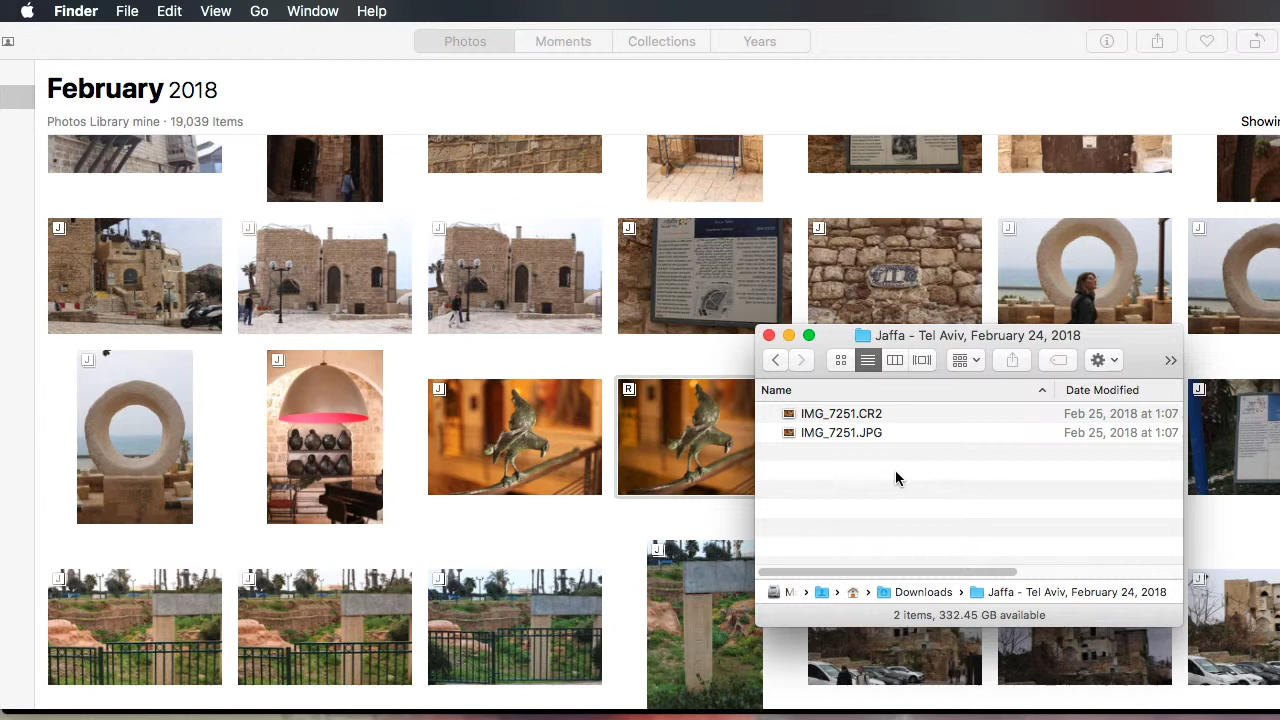 Finder File Edit View Go Window Help
Photos Moments Collections Years
February 2018
Photos Library mine · 19,039 Items
Showin
J J J J J J J
J J J R J
Jaffa - Tel Aviv, February 24, 2018
Name Date Modified
IMG_7251.CR2 Feb 25, 2018 at 1:07
IMG_7251.JPG Feb 25, 2018 at 1:07
J
J J J J
M Downloads Jaffa - Tel Aviv, February 24, 2018
2 items, 332.45 GB available